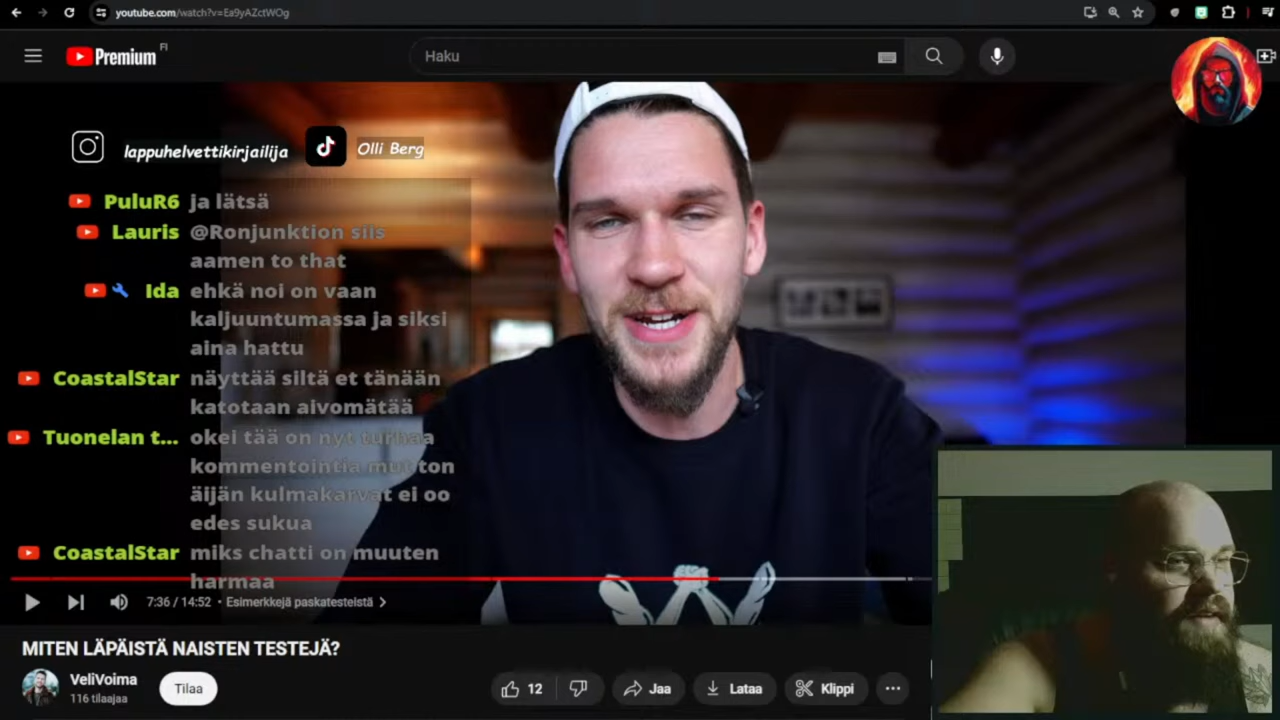 youtube.com/watch?v=Ea9yAZctWOg
Premium FI
Haku
lappuhelvettikirjailija
Olli Berg
PuluR6 ja lätsä
Lauris @Ronjunktion siis
aamen to that
Ida ehkä noi on vaan
kaljuuntumassa ja siksi
aina hattu
CoastalStar näyttää siltä et tänään
katotaan aivomätää
Tuonelan t... okei tää on nyt turhaa
kommentointia mut ton
äijän kulmakarvat ei oo
edes sukua
CoastalStar miks chatti on muuten
harmaa
7:36 / 14:52 • Esimerkkejä paskatesteistä
MITEN LÄPÄISTÄ NAISTEN TESTEJÄ?
VeliVoima
116 tilaajaa
Tilaa
12
Jaa
Lataa
Klippi